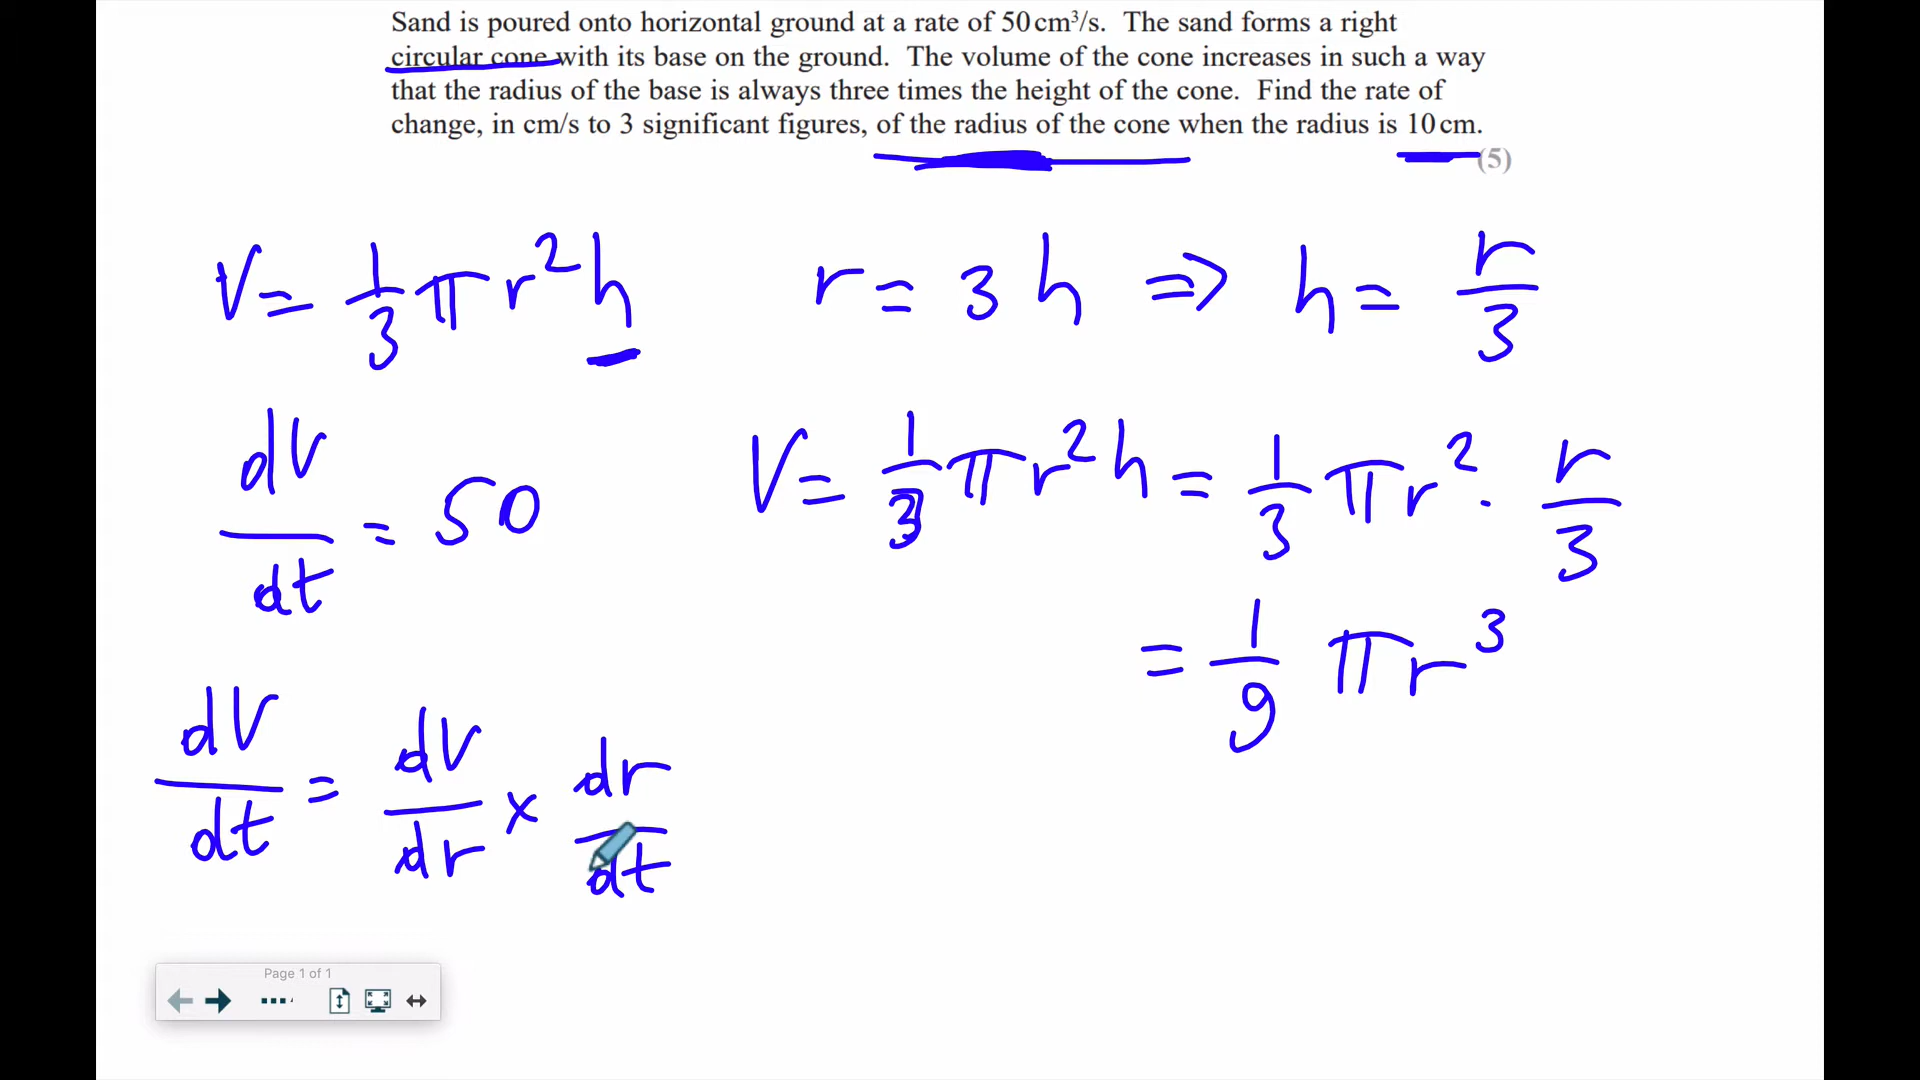 Sand is poured onto horizontal ground at a rate of 50 cm³/s. The sand forms a right
circular cone with its base on the ground. The volume of the cone increases in such a way
that the radius of the base is always three times the height of the cone. Find the rate of
change, in cm/s to 3 significant figures, of the radius of the cone when the radius is 10 cm.
(5)
V = 1/3 πr²h r = 3h ⇒ h = r/3
dV/dt = 50 V = 1/3 πr²h = 1/3 πr² · r/3
= 1/9 πr³
dV/dt = dV/dr × dr/dt
Page 1 of 1